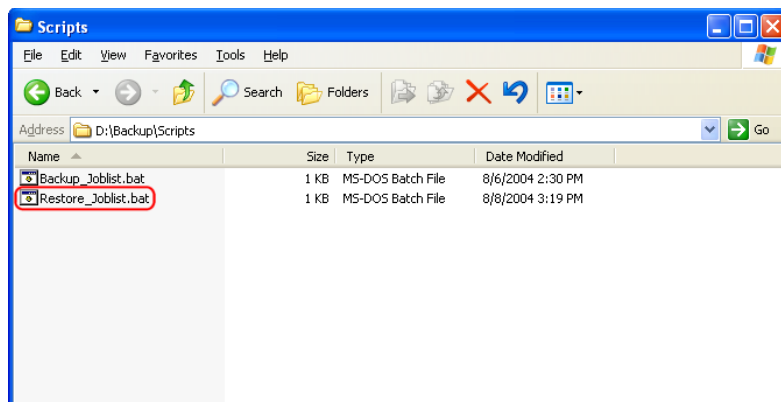 Scripts
File Edit View Favorites Tools Help
Back Search Folders
Address D:\Backup\Scripts Go
Name Size Type Date Modified
Backup_Joblist.bat 1 KB MS-DOS Batch File 8/6/2004 2:30 PM
Restore_Joblist.bat 1 KB MS-DOS Batch File 8/8/2004 3:19 PM